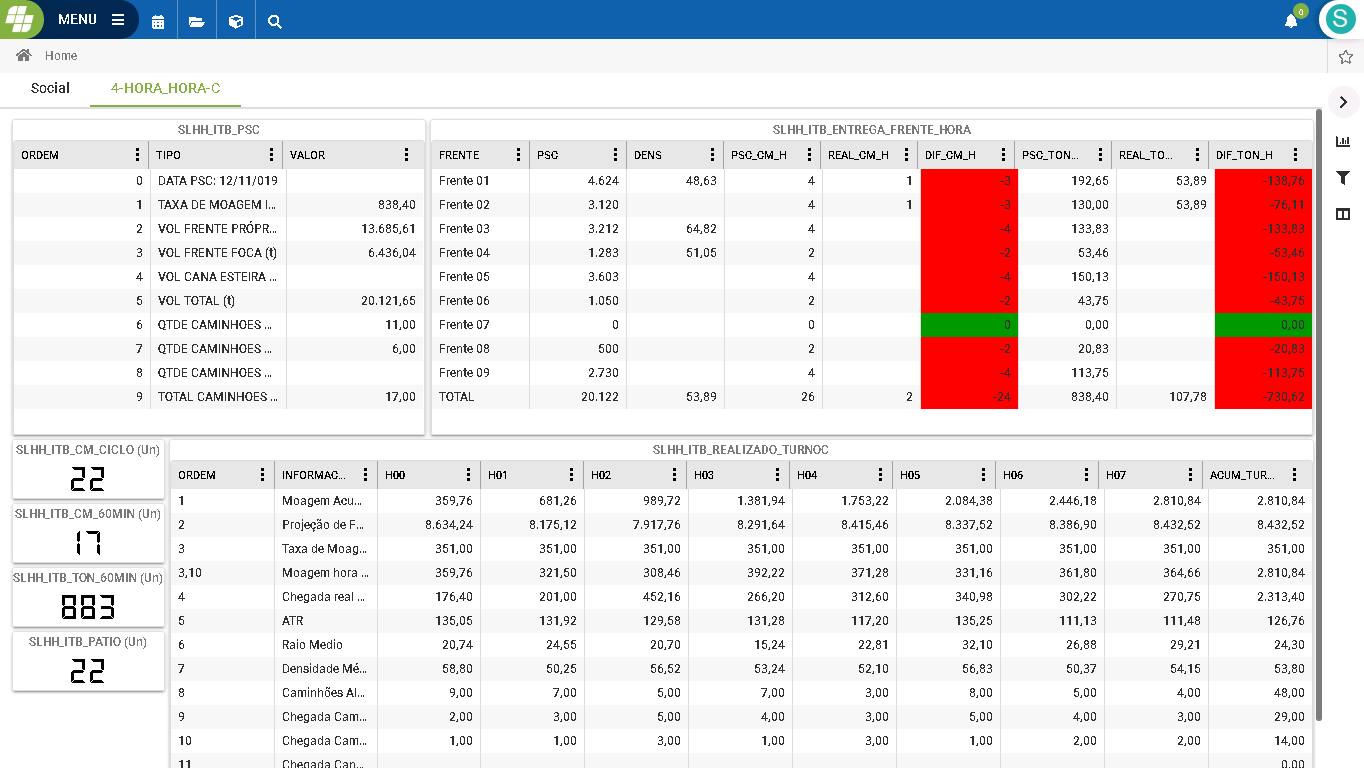 MENU
0
S
Home
Social 4-HORA_HORA-C
SLHH_ITB_PSC
ORDEM TIPO VALOR
0 DATA PSC: 12/11/019
1 TAXA DE MOAGEM I... 838,40
2 VOL FRENTE PRÓPR... 13.685,61
3 VOL FRENTE FOCA (t) 6.436,04
4 VOL CANA ESTEIRA ...
5 VOL TOTAL (t) 20.121,65
6 QTDE CAMINHOES ... 11,00
7 QTDE CAMINHOES ... 6,00
8 QTDE CAMINHOES ...
9 TOTAL CAMINHOES ... 17,00
SLHH_ITB_ENTREGA_FRENTE_HORA
FRENTE PSC DENS PSC_CM_H REAL_CM_H DIF_CM_H PSC_TON... REAL_TO... DIF_TON_H
Frente 01 4.624 48,63 4 1 -3 192,65 53,89 -138,76
Frente 02 3.120 4 1 -3 130,00 53,89 -76,11
Frente 03 3.212 64,82 4 -4 133,83 -133,83
Frente 04 1.283 51,05 2 -2 53,46 -53,46
Frente 05 3.603 4 -4 150,13 -150,13
Frente 06 1.050 2 -2 43,75 -43,75
Frente 07 0 0 0 0,00 0,00
Frente 08 500 2 -2 20,83 -20,83
Frente 09 2.730 4 -4 113,75 -113,75
TOTAL 20.122 53,89 26 2 -24 838,40 107,78 -730,62
SLHH_ITB_CM_CICLO (Un)
22
SLHH_ITB_CM_60MIN (Un)
17
SLHH_ITB_TON_60MIN (Un)
883
SLHH_ITB_PATIO (Un)
22
SLHH_ITB_REALIZADO_TURNOC
ORDEM INFORMAC... H00 H01 H02 H03 H04 H05 H06 H07 ACUM_TUR...
1 Moagem Acu... 359,76 681,26 989,72 1.381,94 1.753,22 2.084,38 2.446,18 2.810,84 2.810,84
2 Projeção de F... 8.634,24 8.175,12 7.917,76 8.291,64 8.415,46 8.337,52 8.386,90 8.432,52 8.432,52
3 Taxa de Moag... 351,00 351,00 351,00 351,00 351,00 351,00 351,00 351,00 351,00
3,10 Moagem hora ... 359,76 321,50 308,46 392,22 371,28 331,16 361,80 364,66 2.810,84
4 Chegada real ... 176,40 201,00 452,16 266,20 312,60 340,98 302,22 270,75 2.313,40
5 ATR 135,05 131,92 129,58 131,28 117,20 135,25 111,13 111,48 126,76
6 Raio Medio 20,74 24,55 20,70 15,24 22,81 32,10 26,88 29,21 24,30
7 Densidade Mé... 58,80 50,25 56,52 53,24 52,10 56,83 50,37 54,15 53,80
8 Caminhões Al... 9,00 7,00 5,00 7,00 3,00 8,00 5,00 4,00 48,00
9 Chegada Cam... 2,00 3,00 5,00 4,00 3,00 5,00 4,00 3,00 29,00
10 Chegada Cam... 1,00 1,00 3,00 1,00 3,00 1,00 2,00 2,00 14,00
11 Chegada Can... 0,00